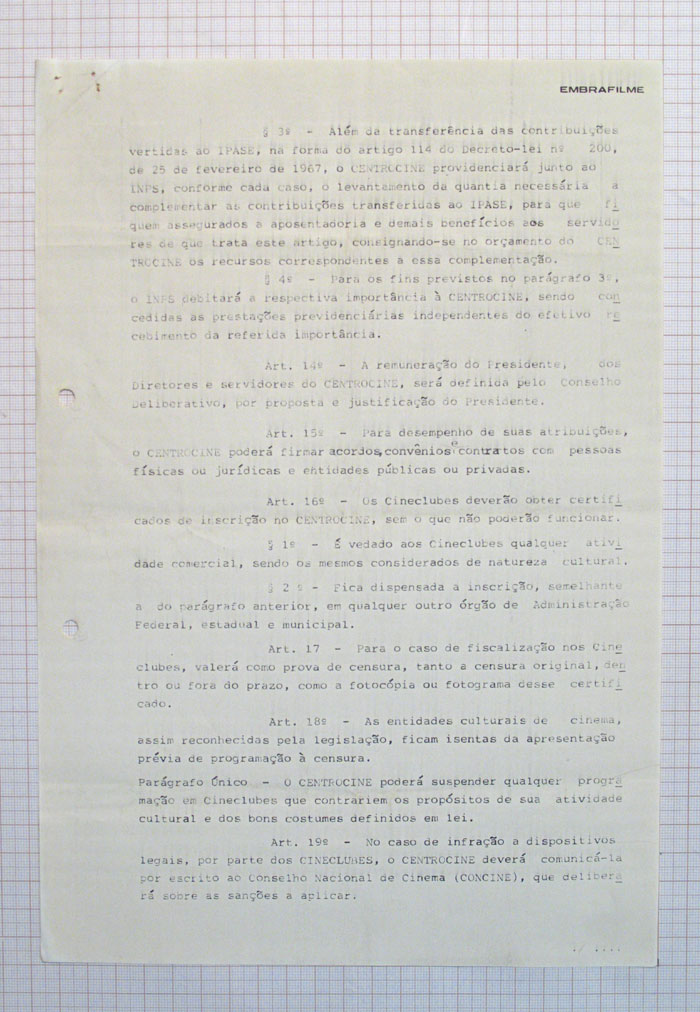 EMBRAFILME
§ 3º - Além da transferência das contribuições
vertidas ao IPASE, na forma do artigo 114 do Decreto-lei nº 200,
de 25 de fevereiro de 1967, o CENTROCINE providenciará junto ao
INPS, conforme cada caso, o levantamento da quantia necessária a
complementar as contribuições transferidas ao IPASE, para que fi
quem assegurados a aposentadoria e demais benefícios aos servido
res de que trata este artigo, consignando-se no orçamento do CEN
TROCINE os recursos correspondentes a essa complementação.
§ 4º - Para os fins previstos no parágrafo 3º,
o INPS debitará a respectiva importância à CENTROCINE, sendo con
cedidas as prestações previdenciárias independentes do efetivo re
cebimento da referida importância.
Art. 14º - A remuneração do Presidente, dos
Diretores e servidores do CENTROCINE, será definida pelo Conselho
Deliberativo, por proposta e justificação do Presidente.
Art. 15º - Para desempenho de suas atribuições,
o CENTROCINE poderá firmar acordos, convênios e contratos com pessoas
físicas ou jurídicas e entidades públicas ou privadas.
Art. 16º - Os Cineclubes deverão obter certifi
cados de inscrição no CENTROCINE, sem o que não poderão funcionar.
§ 1º - É vedado aos Cineclubes qualquer ativi
dade comercial, sendo os mesmos considerados de natureza cultural.
§ 2 º - Fica dispensada a inscrição, semelhante
a do parágrafo anterior, em qualquer outro órgão de Administração
Federal, estadual e municipal.
Art. 17 - Para o caso de fiscalização nos Cine
clubes, valerá como prova de censura, tanto a censura original, den
tro ou fora do prazo, como a fotocópia ou fotograma desse certifi
cado.
Art. 18º - As entidades culturais de cinema,
assim reconhecidas pela legislação, ficam isentas da apresentação
prévia de programação à censura.
Parágrafo Único - O CENTROCINE poderá suspender qualquer progra
mação em Cineclubes que contrariem os propósitos de sua atividade
cultural e dos bons costumes definidos em lei.
Art. 19º - No caso de infração a dispositivos
legais, por parte dos CINECLUBES, o CENTROCINE deverá comunicá-la
por escrito ao Conselho Nacional de Cinema (CONCINE), que delibera
rá sobre as sanções a aplicar.
./ ....